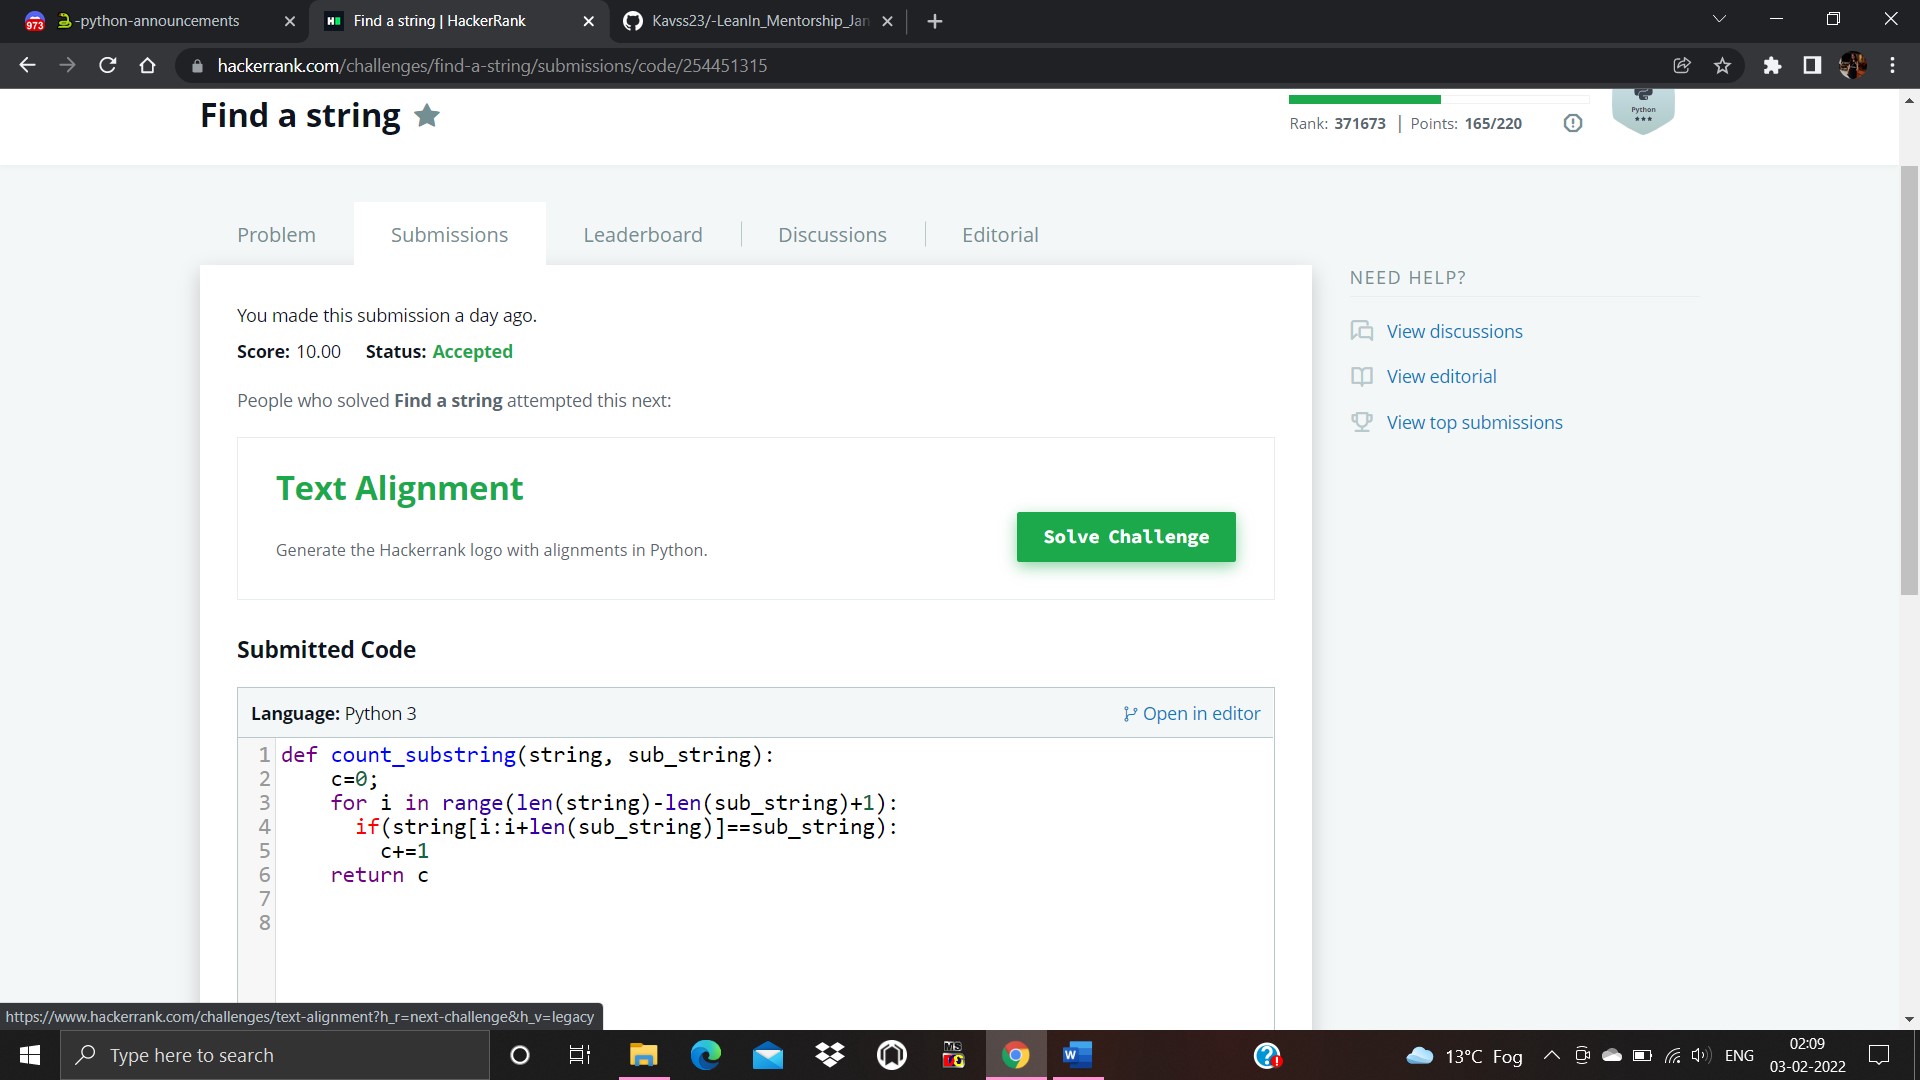 973 -python-announcements
Find a string | HackerRank
Kavss23/-LeanIn_Mentorship_Jan
hackerrank.com/challenges/find-a-string/submissions/code/254451315
Find a string
Rank: 371673 | Points: 165/220
Python
Problem
Submissions
Leaderboard
Discussions
Editorial
NEED HELP?
View discussions
View editorial
View top submissions
You made this submission a day ago.
Score: 10.00 Status: Accepted
People who solved Find a string attempted this next:
Text Alignment
Generate the Hackerrank logo with alignments in Python.
Solve Challenge
Submitted Code
Language: Python 3
Open in editor
1 def count_substring(string, sub_string):
2     c=0;
3     for i in range(len(string)-len(sub_string)+1):
4       if(string[i:i+len(sub_string)]==sub_string):
5         c+=1
6     return c
7
8
https://www.hackerrank.com/challenges/text-alignment?h_r=next-challenge&h_v=legacy
Type here to search
13°C Fog
ENG
02:09
03-02-2022